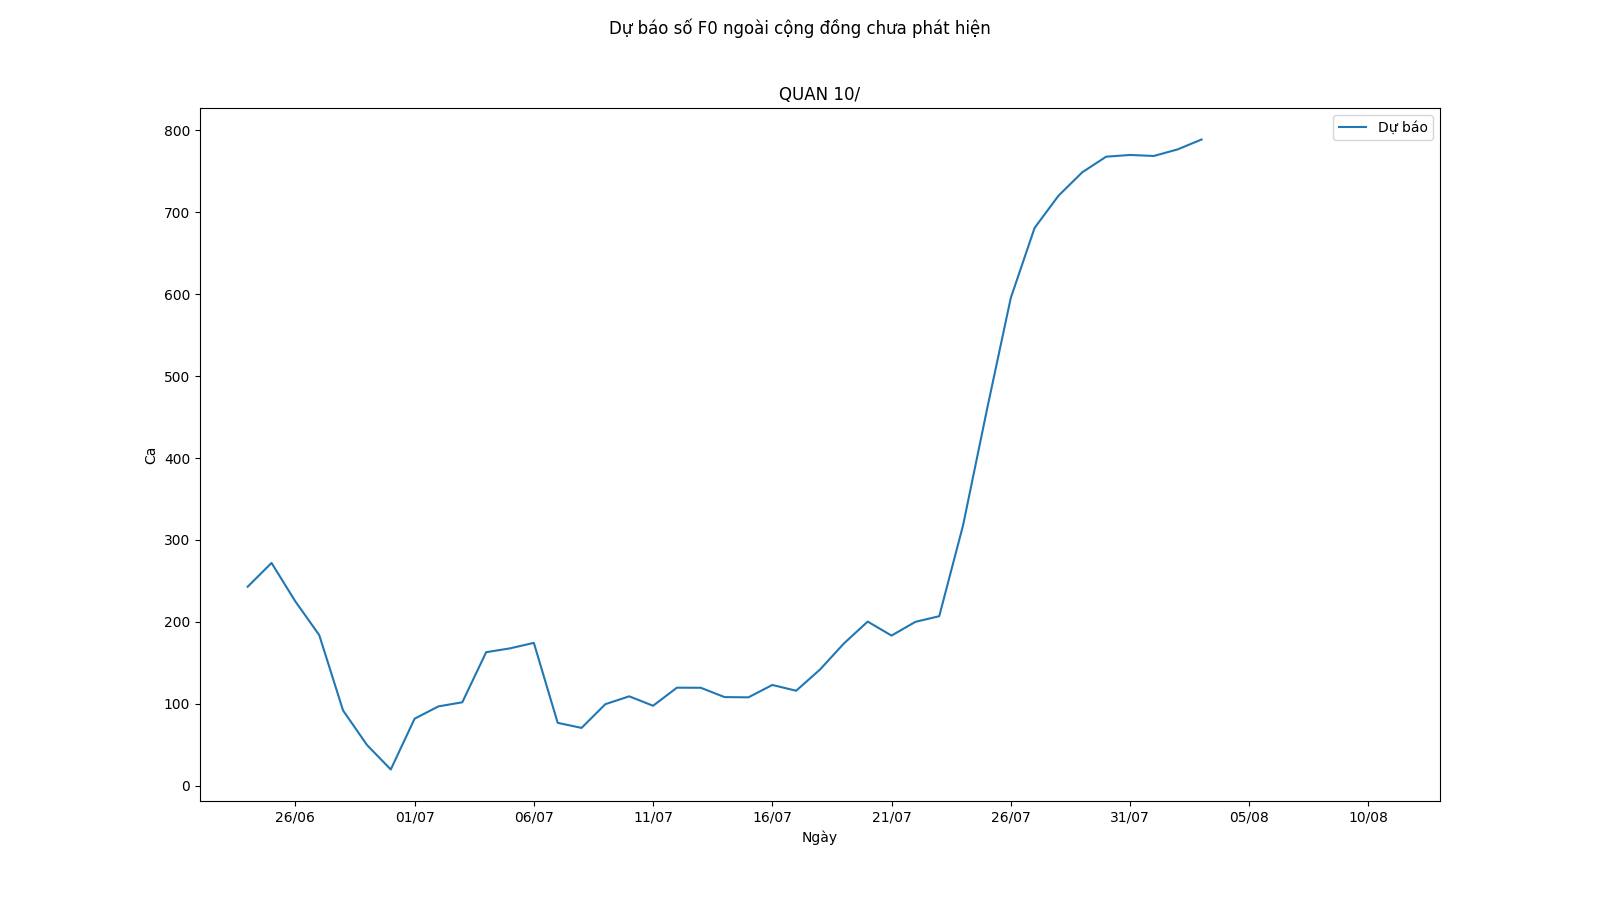 Dự báo số F0 ngoài cộng đồng chưa phát hiện
QUAN 10/
Dự báo
800
700
600
500
400
300
200
100
0
Ca
26/06 01/07 06/07 11/07 16/07 21/07 26/07 31/07 05/08 10/08
Ngày